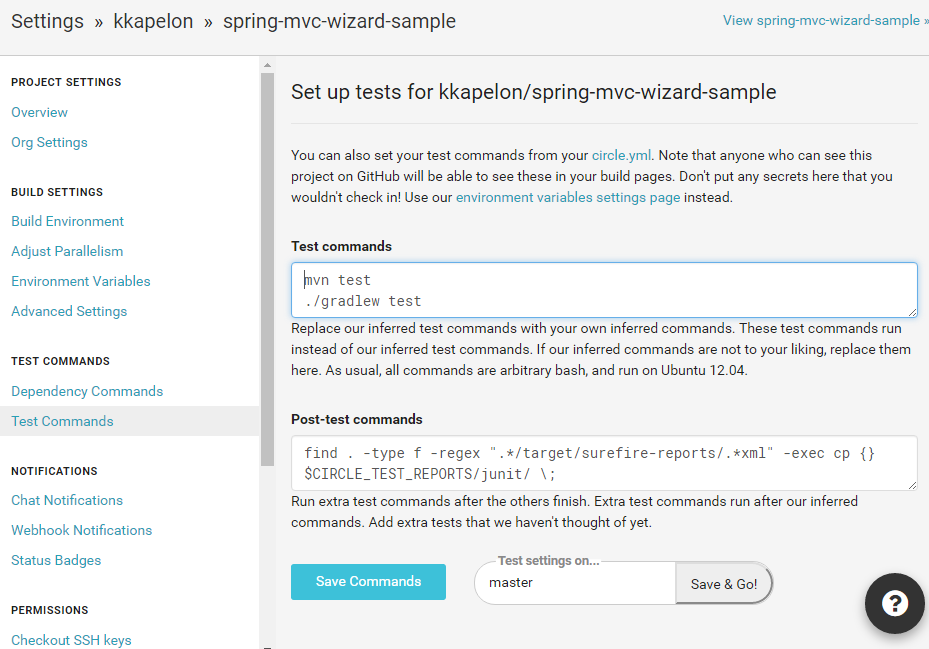 Settings » kkapelon » spring-mvc-wizard-sample
View spring-mvc-wizard-sample »
PROJECT SETTINGS
Overview
Org Settings
BUILD SETTINGS
Build Environment
Adjust Parallelism
Environment Variables
Advanced Settings
TEST COMMANDS
Dependency Commands
Test Commands
NOTIFICATIONS
Chat Notifications
Webhook Notifications
Status Badges
PERMISSIONS
Checkout SSH keys
Set up tests for kkapelon/spring-mvc-wizard-sample
You can also set your test commands from your circle.yml. Note that anyone who can see this
project on GitHub will be able to see these in your build pages. Don't put any secrets here that you
wouldn't check in! Use our environment variables settings page instead.
Test commands
mvn test
./gradlew test
Replace our inferred test commands with your own inferred commands. These test commands run
instead of our inferred test commands. If our inferred commands are not to your liking, replace them
here. As usual, all commands are arbitrary bash, and run on Ubuntu 12.04.
Post-test commands
find . -type f -regex ".*/target/surefire-reports/.*xml" -exec cp {}
$CIRCLE_TEST_REPORTS/junit/ \;
Run extra test commands after the others finish. Extra test commands run after our inferred
commands. Add extra tests that we haven't thought of yet.
Save Commands
Test settings on...
master
Save & Go!
?